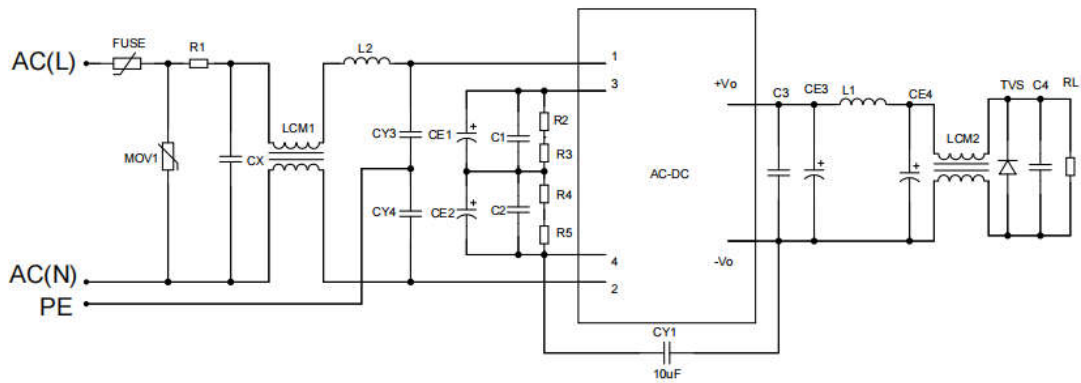 FUSE
R1
L2
AC(L)
1
3
+Vo
C3
CE3
L1
CE4
TVS
C4
RL
LCM1
LCM2
MOV1
CX
CY3
CE1
C1
R2
R3
AC-DC
CY4
CE2
C2
R4
R5
AC(N)
4
-Vo
PE
2
CY1
10uF